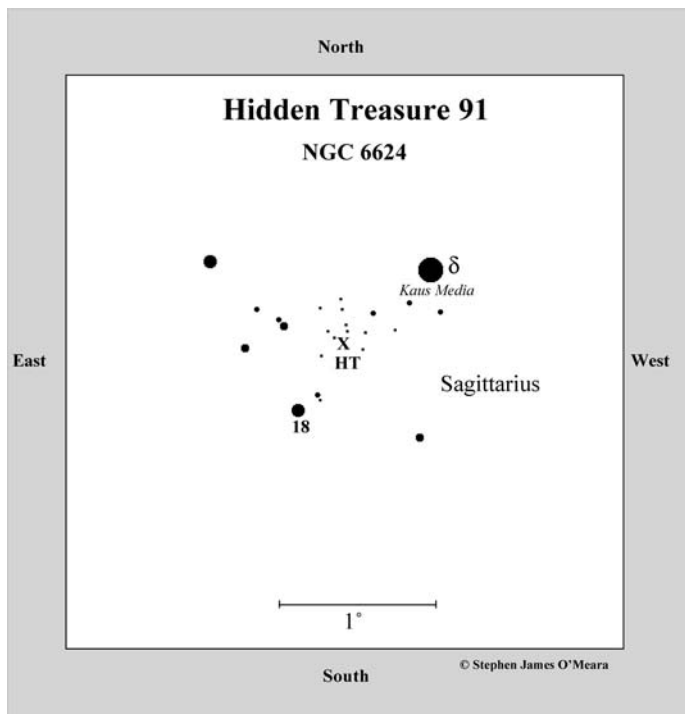 North
Hidden Treasure 91
NGC 6624
δ
Kaus Media
X
East
HT
West
Sagittarius
18
1°
© Stephen James O'Meara
South